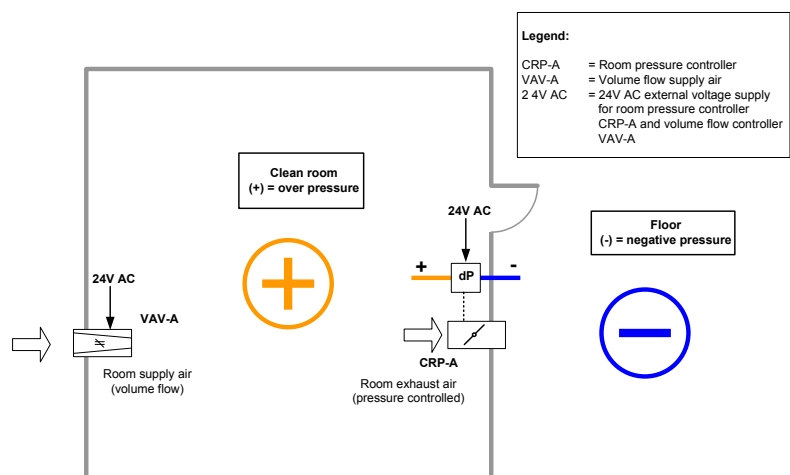 Legend:
CRP-A = Room pressure controller
VAV-A = Volume flow supply air
2 4V AC = 24V AC external voltage supply
for room pressure controller
CRP-A and volume flow controller
VAV-A
Clean room
(+) = over pressure
24V AC
Floor
(-) = negative pressure
+
dP
-
24V AC
VAV-A
Room supply air
(volume flow)
CRP-A
Room exhaust air
(pressure controlled)